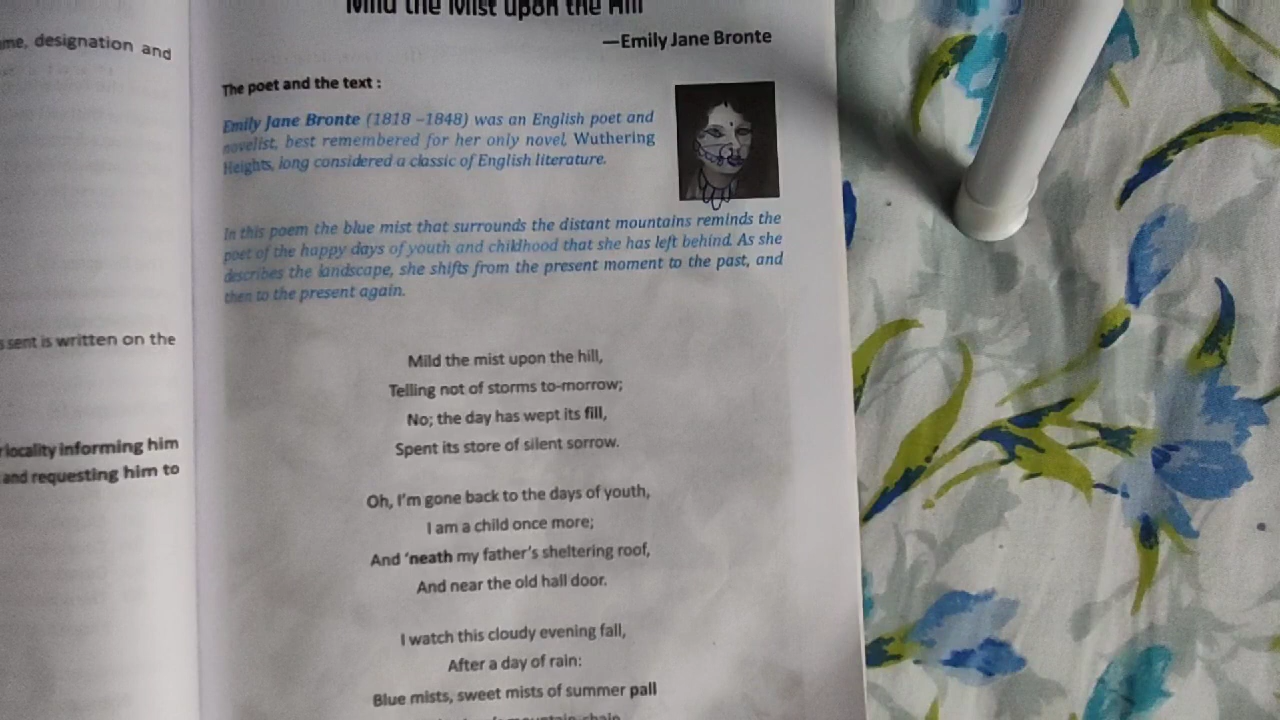 me, designation and
sent is written on the
locality informing him
and requesting him to
Mild the Mist upon the Hill
—Emily Jane Bronte
The poet and the text :
Emily Jane Bronte (1818 –1848) was an English poet and
novelist, best remembered for her only novel, Wuthering
Heights, long considered a classic of English literature.
In this poem the blue mist that surrounds the distant mountains reminds the
poet of the happy days of youth and childhood that she has left behind. As she
describes the landscape, she shifts from the present moment to the past, and
then to the present again.
Mild the mist upon the hill,
Telling not of storms to-morrow;
No; the day has wept its fill,
Spent its store of silent sorrow.
Oh, I'm gone back to the days of youth,
I am a child once more;
And 'neath my father's sheltering roof,
And near the old hall door.
I watch this cloudy evening fall,
After a day of rain:
Blue mists, sweet mists of summer pall
mountain-chain.